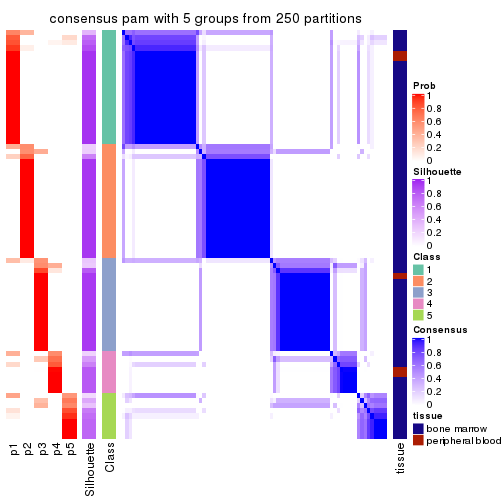 consensus pam with 5 groups from 250 partitions
Prob
1
0.8
0.6
0.4
0.2
0
Silhouette
1
0.8
0.6
0.4
0.2
0
Class
1
2
3
4
5
Consensus
1
0.8
0.6
0.4
0.2
0
tissue
bone marrow
peripheral blood
p1
p2
p3
p4
p5
Silhouette
Class
tissue